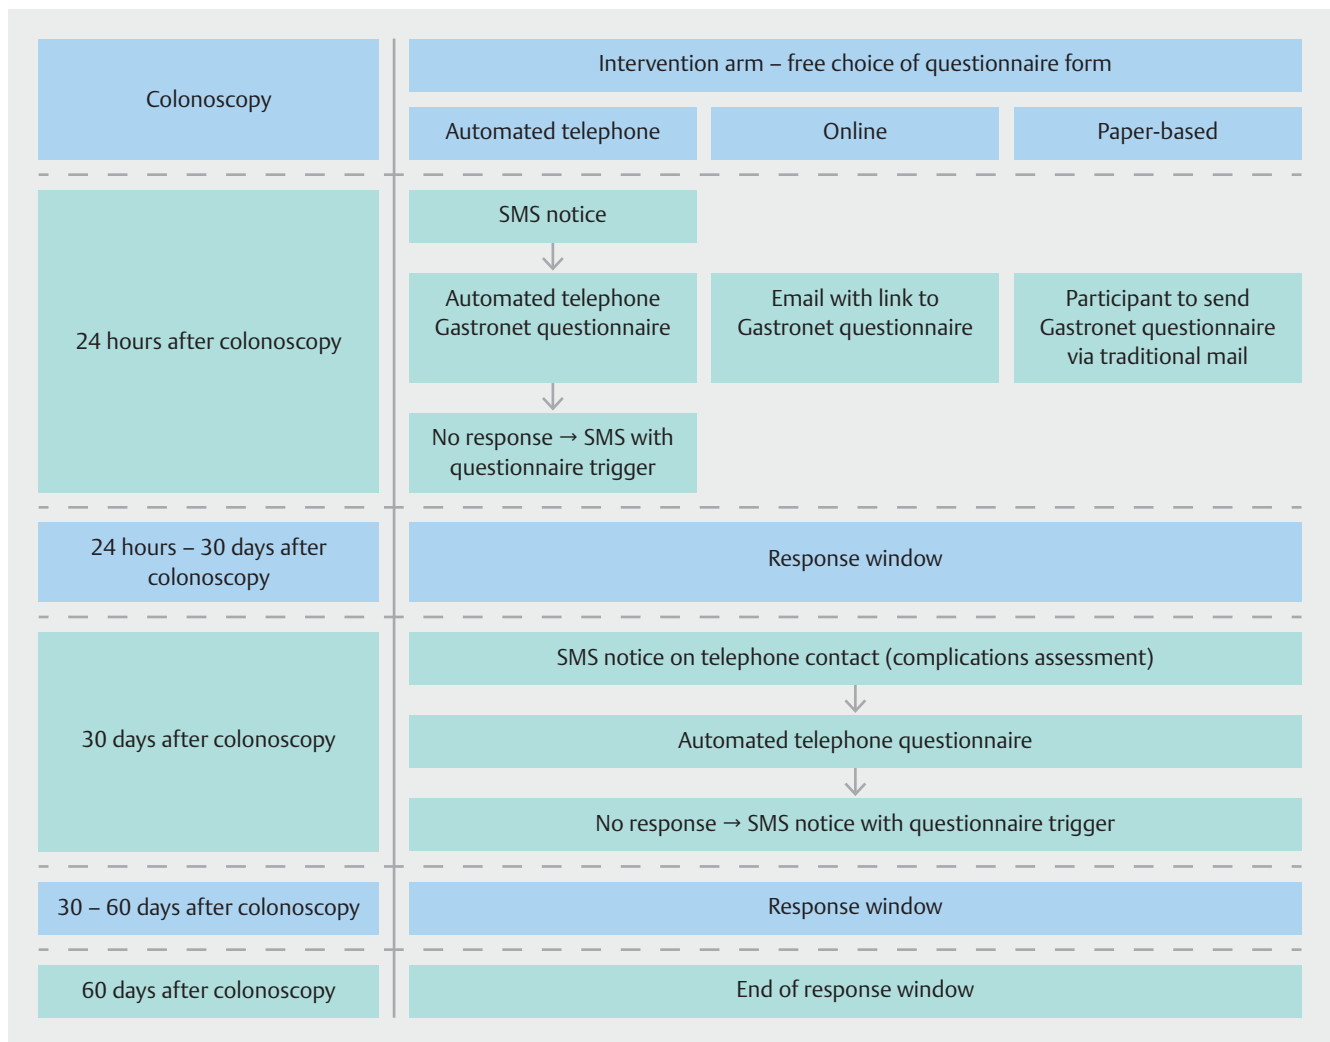 Colonoscopy
Intervention arm – free choice of questionnaire form
Automated telephone
Online
Paper-based
24 hours after colonoscopy
SMS notice
Automated telephone
Gastronet questionnaire
Email with link to
Gastronet questionnaire
Participant to send
Gastronet questionnaire
via traditional mail
No response → SMS with
questionnaire trigger
24 hours – 30 days after
colonoscopy
Response window
30 days after colonoscopy
SMS notice on telephone contact (complications assessment)
Automated telephone questionnaire
No response → SMS notice with questionnaire trigger
30 – 60 days after colonoscopy
Response window
60 days after colonoscopy
End of response window